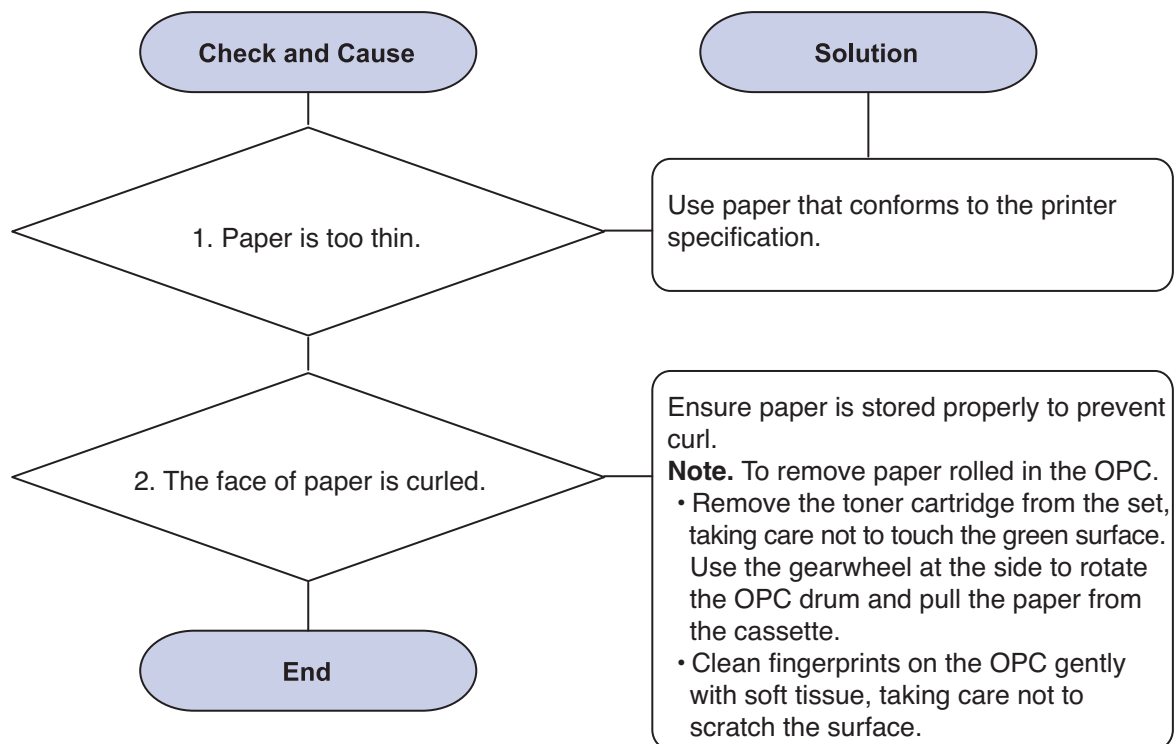 Check and Cause
Solution
1. Paper is too thin.
Use paper that conforms to the printer
specification.
2. The face of paper is curled.
Ensure paper is stored properly to prevent
curl.
Note. To remove paper rolled in the OPC.
• Remove the toner cartridge from the set,
taking care not to touch the green surface.
Use the gearwheel at the side to rotate
the OPC drum and pull the paper from
the cassette.
• Clean fingerprints on the OPC gently
with soft tissue, taking care not to
scratch the surface.
End